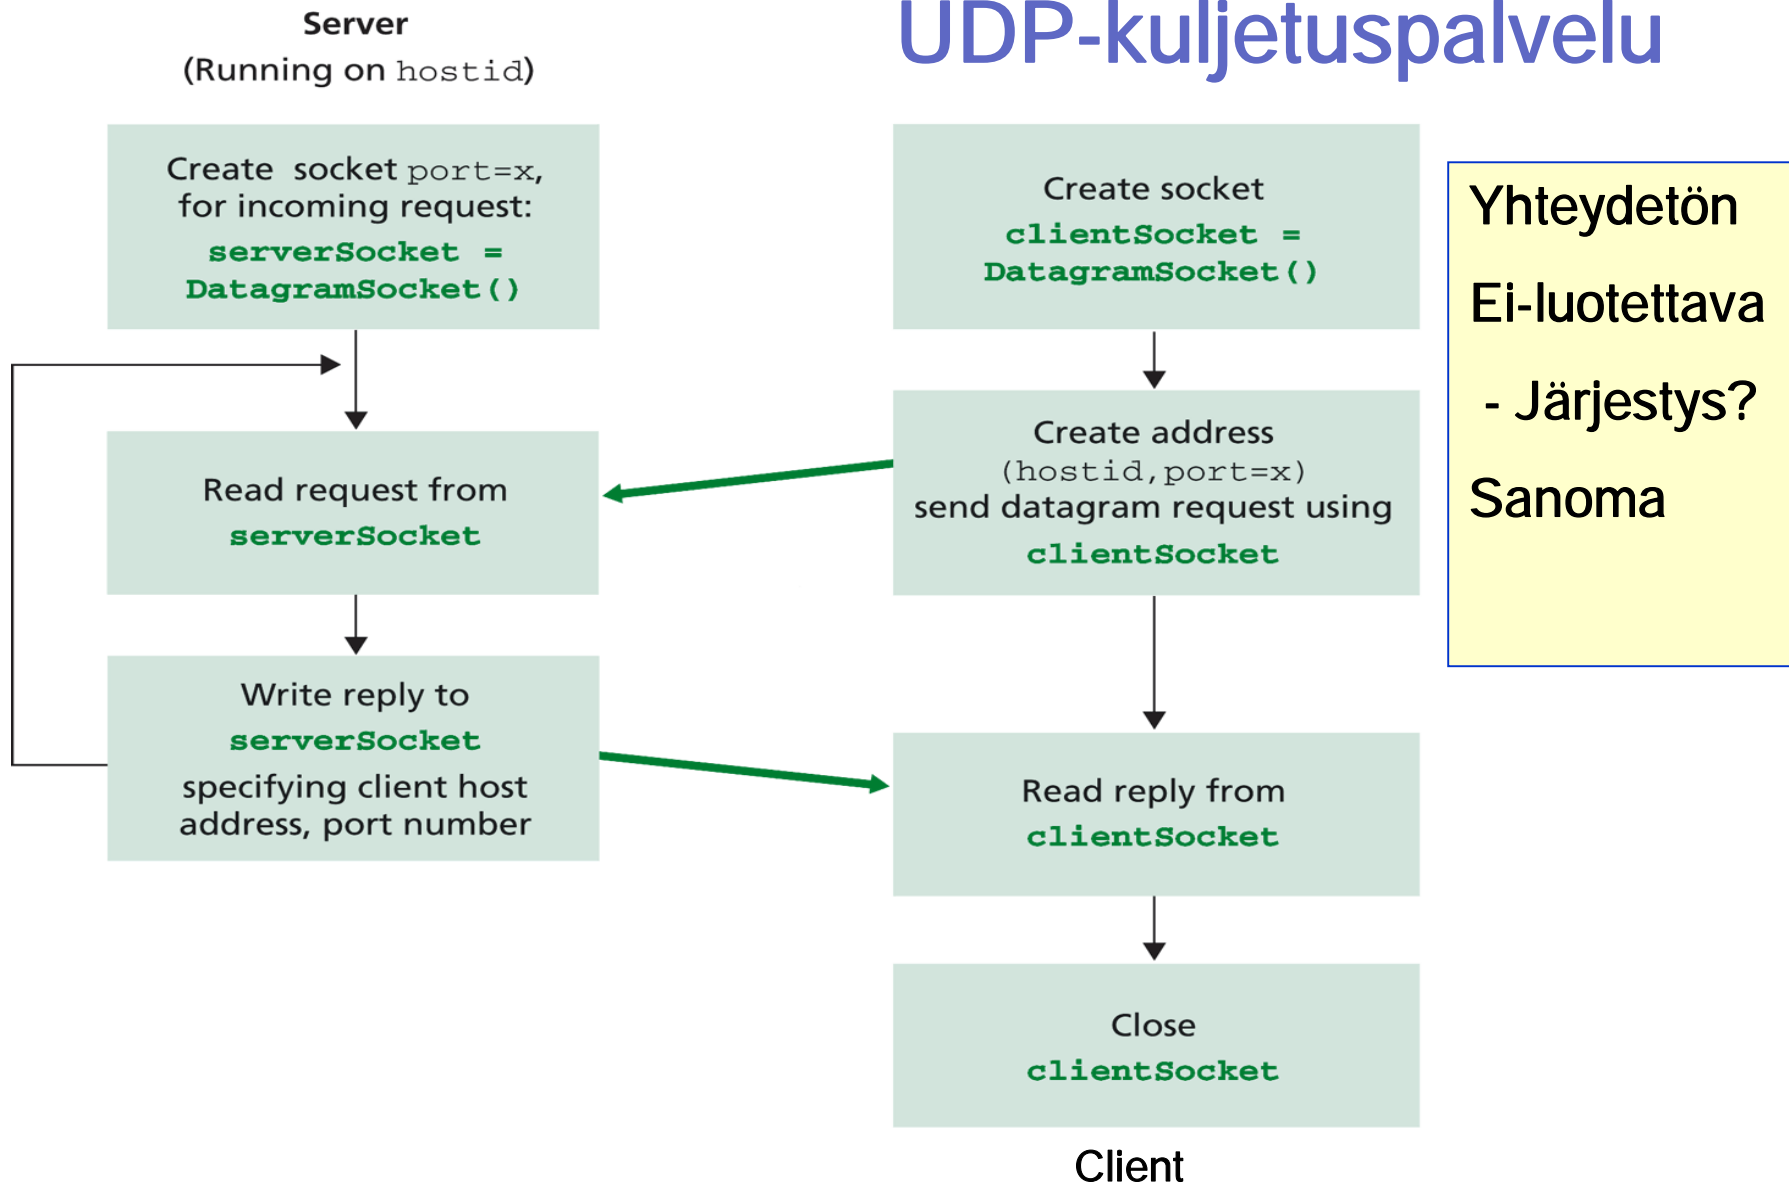 UDP-kuljetuspalvelu
Server
(Running on hostid)
Create socket port=x,
for incoming request:
serverSocket =
DatagramSocket()
Read request from
serverSocket
Write reply to
serverSocket
specifying client host
address, port number
Create socket
clientSocket =
DatagramSocket()
Create address
(hostid,port=x)
send datagram request using
clientSocket
Read reply from
clientSocket
Close
clientSocket
Client
Yhteydetön
Ei-luotettava
- Järjestys?
Sanoma